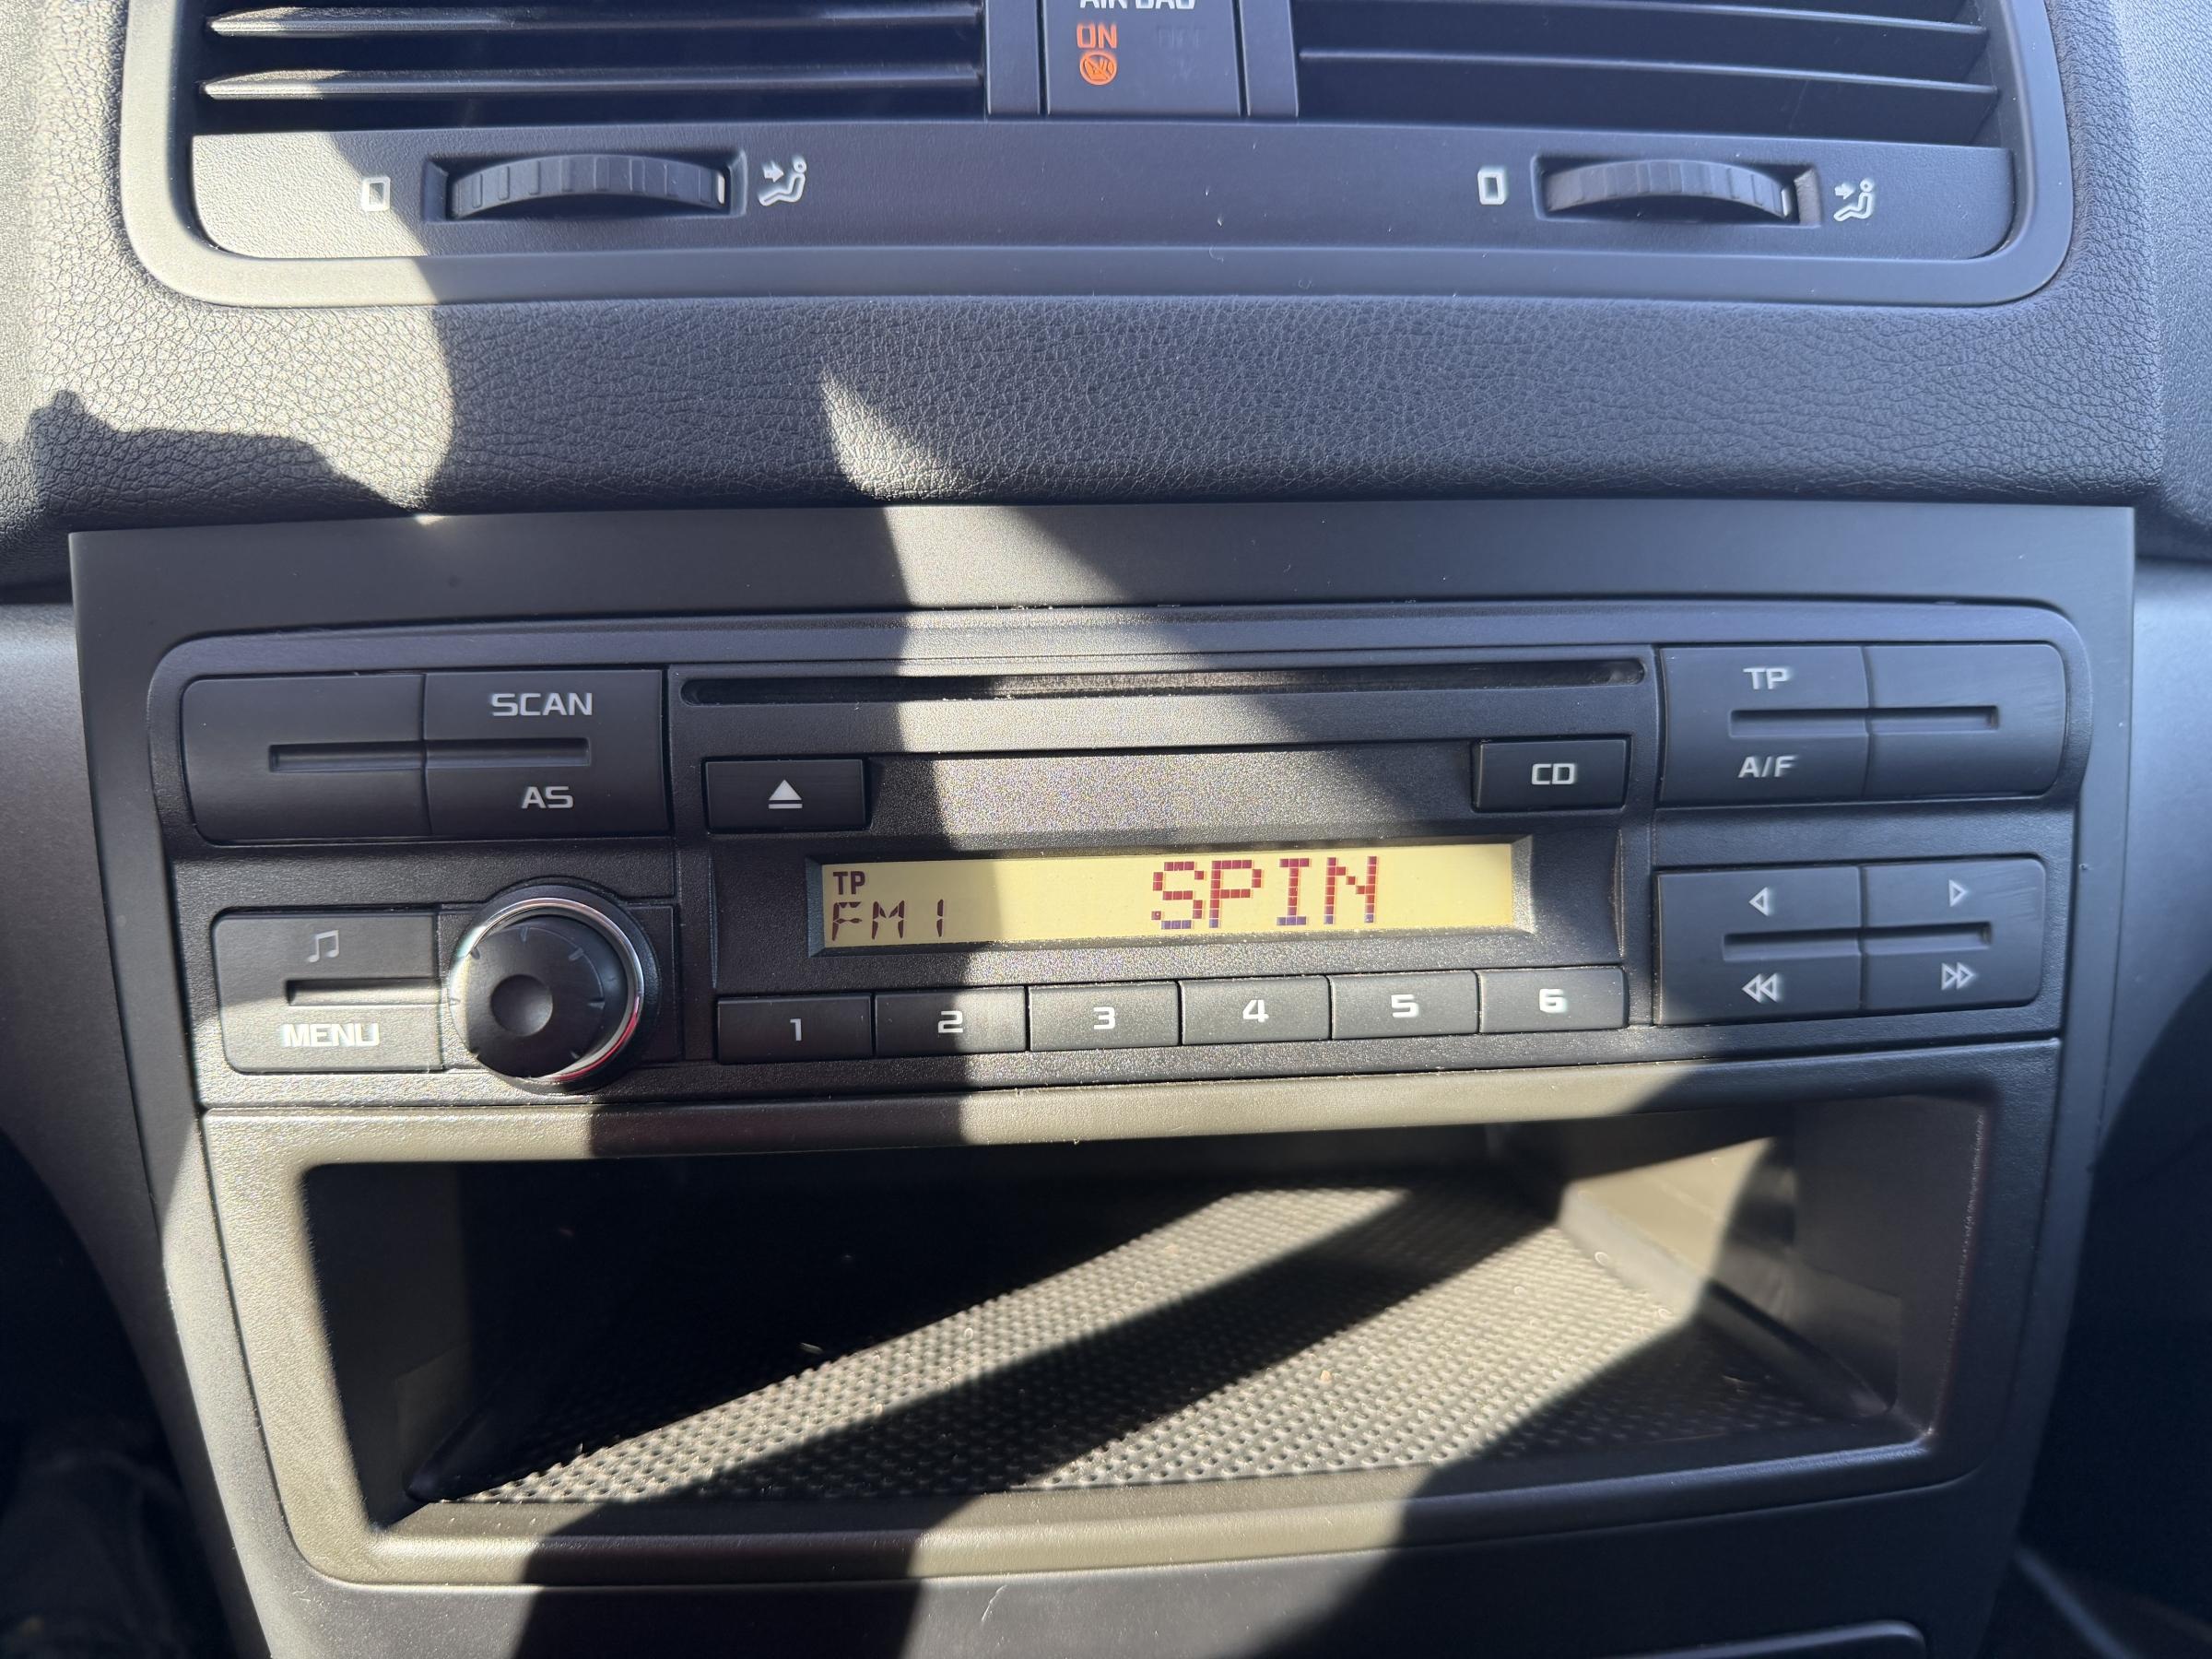 AIR BAG
ON
SCAN
AS
TP
A/F
CD
TP
FM1
SPIN
MENU
1 2 3 4 5 6